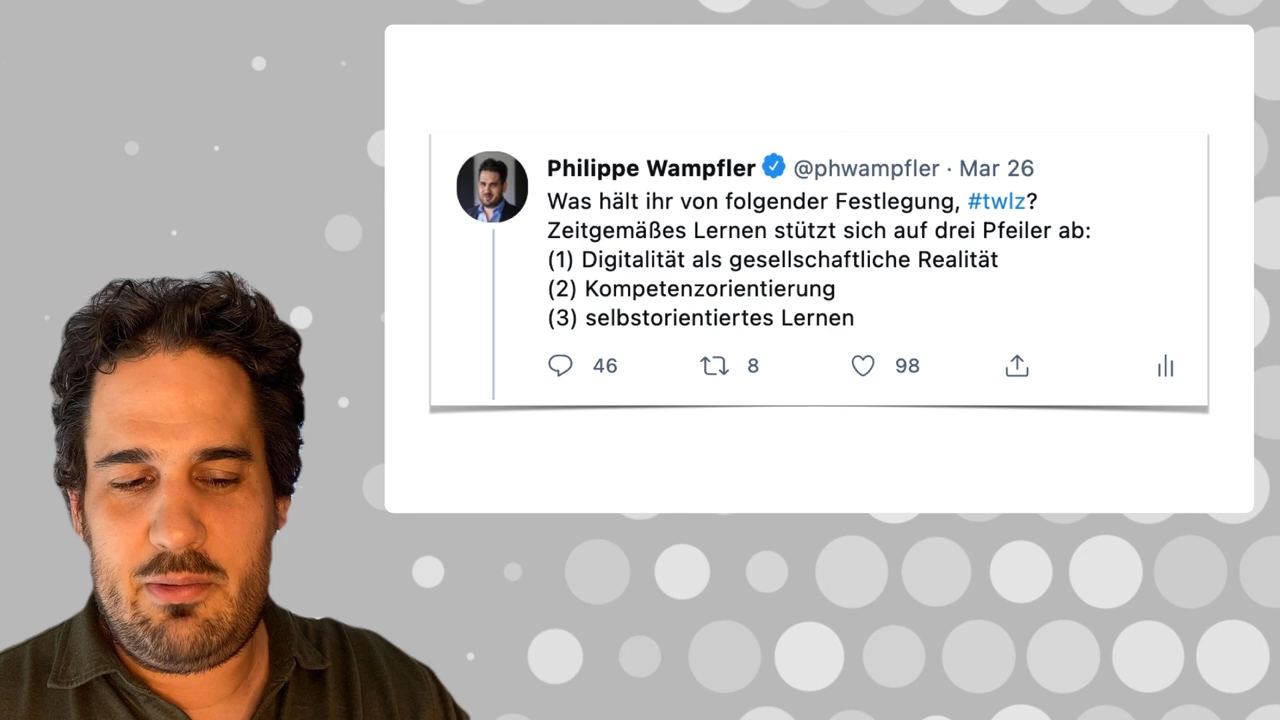 Philippe Wampfler @phwampfler · Mar 26
Was hält ihr von folgender Festlegung, #twlz?
Zeitgemäßes Lernen stützt sich auf drei Pfeiler ab:
(1) Digitalität als gesellschaftliche Realität
(2) Kompetenzorientierung
(3) selbstorientiertes Lernen
46 8 98